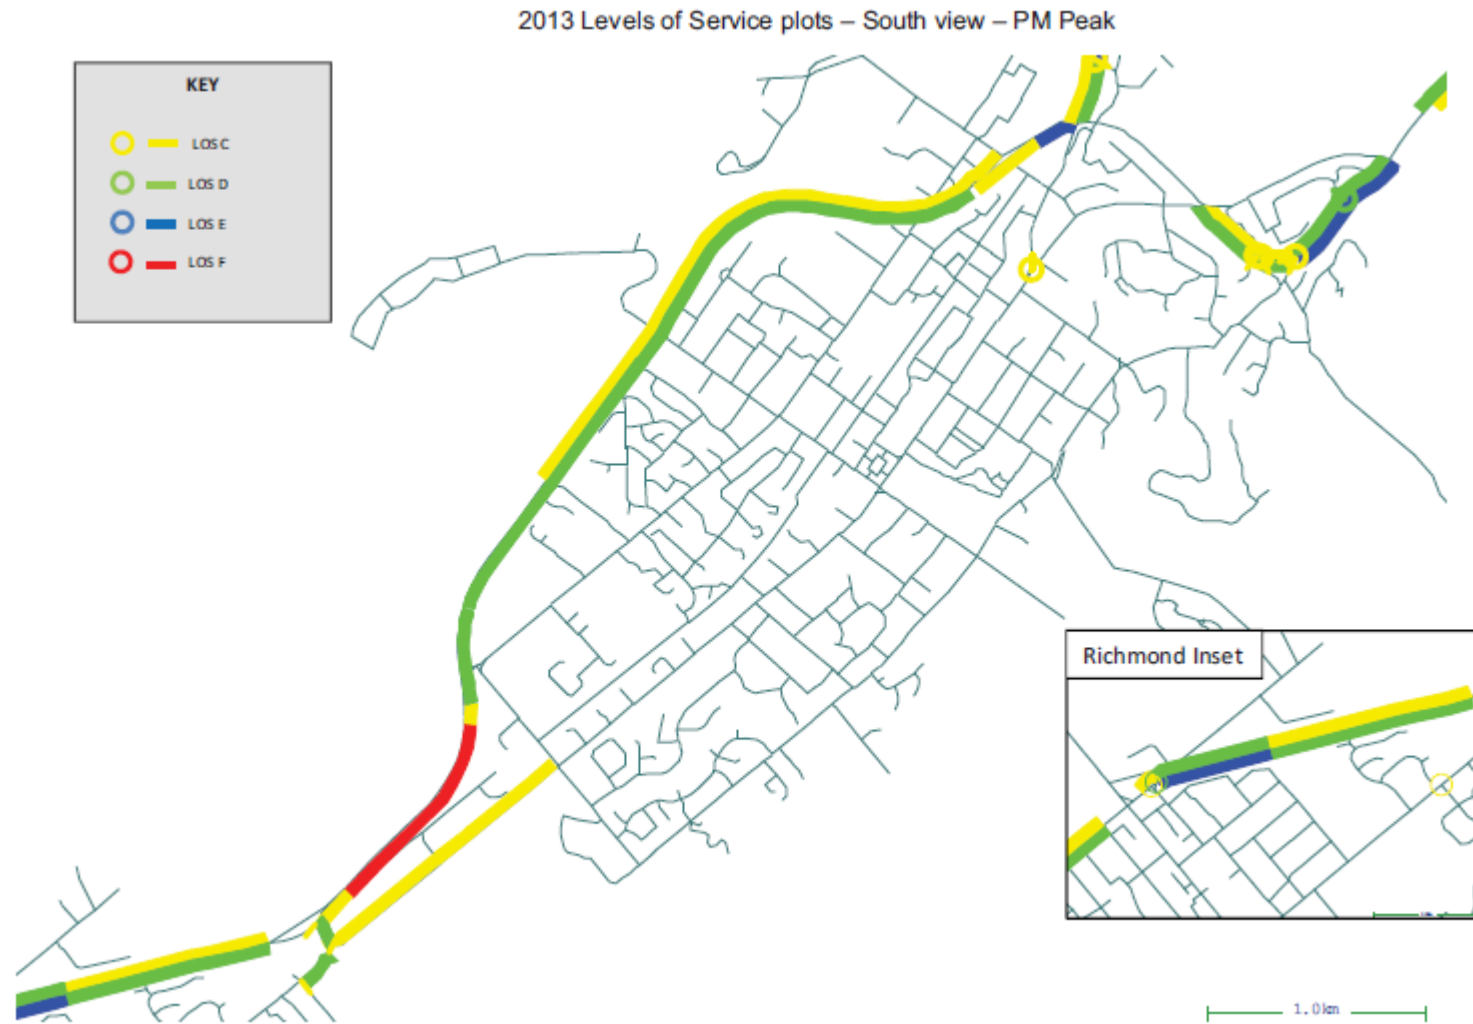 2013 Levels of Service plots – South view – PM Peak
KEY
LOS C
LOS D
LOS E
LOS F
Richmond Inset
1.0km